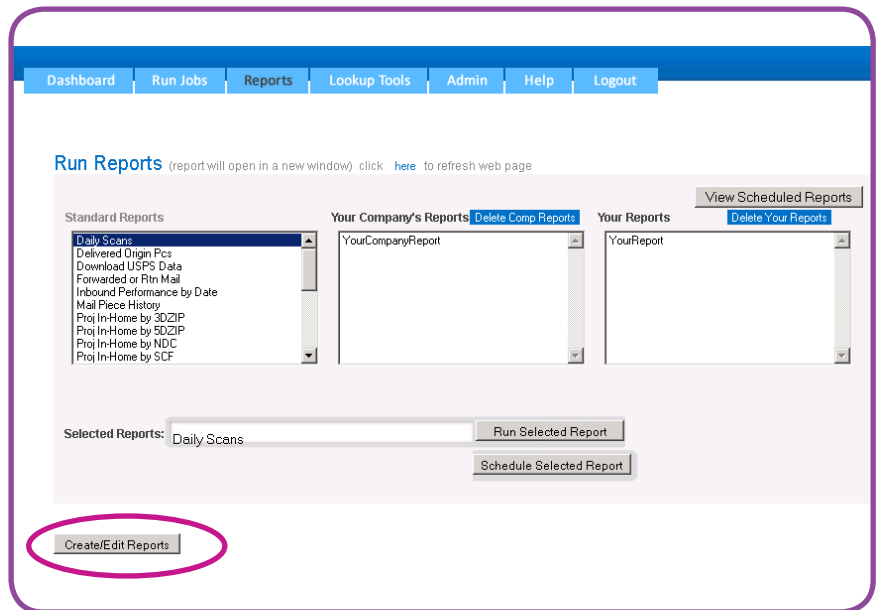 Dashboard Run Jobs Reports Lookup Tools Admin Help Logout
Run Reports (report will open in a new window) click here to refresh web page
View Scheduled Reports
Standard Reports
Your Company's Reports Delete Comp Reports
Your Reports Delete Your Reports
Daily Scans
Delivered Origin Pcs
Download USPS Data
Forwarded or Rtn Mail
Inbound Performance by Date
Mail Piece History
Proj In-Home by 3DZIP
Proj In-Home by 5DZIP
Proj In-Home by NDC
Proj In-Home by SCF
YourCompanyReport
YourReport
Selected Reports: Daily Scans Run Selected Report
Schedule Selected Report
Create/Edit Reports